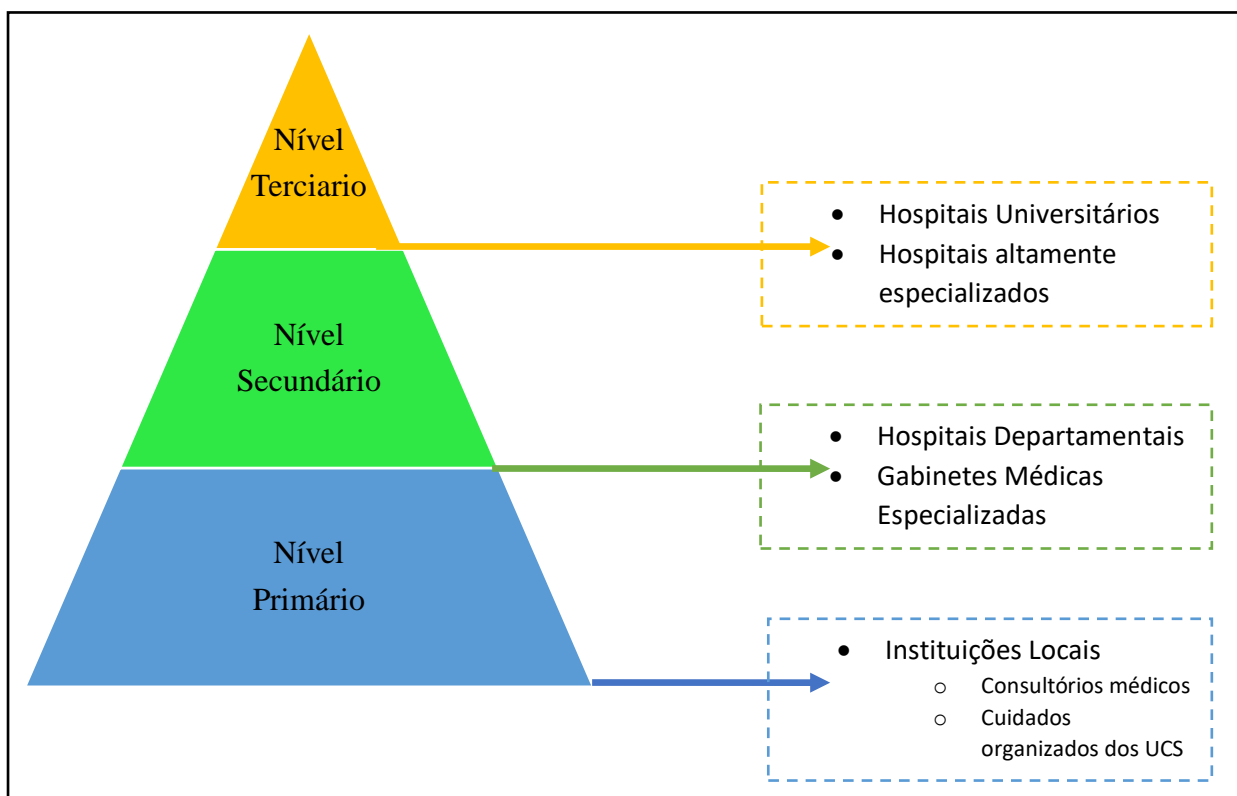 Nível
Terciario
• Hospitais Universitários
• Hospitais altamente
especializados
Nível
Secundário
• Hospitais Departamentais
• Gabinetes Médicas
Especializadas
Nível
Primário
• Instituições Locais
o Consultórios médicos
o Cuidados
organizados dos UCS